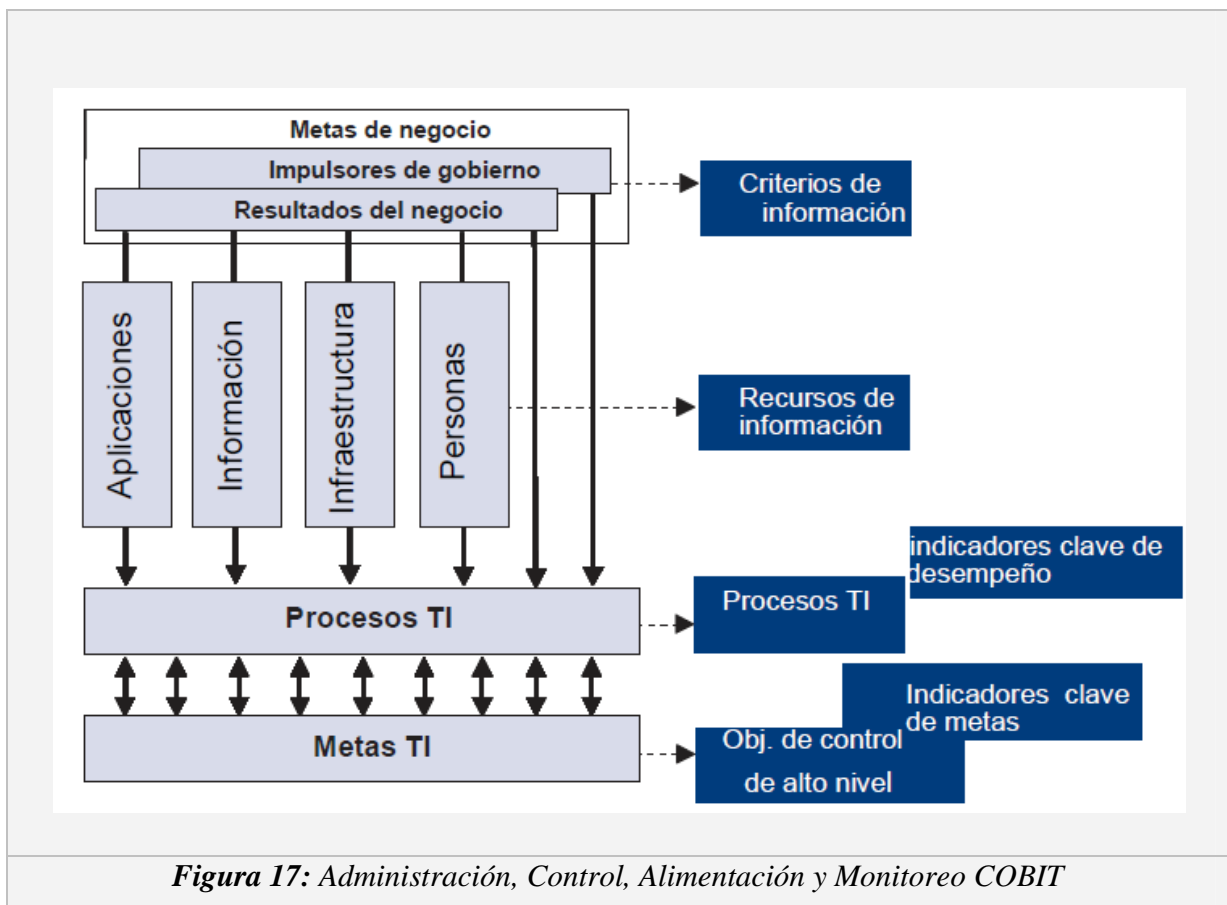 Metas de negocio
Impulsores de gobierno
Resultados del negocio
Criterios de
información
Aplicaciones
Información
Infraestructura
Personas
Recursos de
información
indicadores clave de
desempeño
Procesos TI
Procesos TI
Indicadores clave
de metas
Metas TI
Obj. de control
de alto nivel
Figura 17: Administración, Control, Alimentación y Monitoreo COBIT